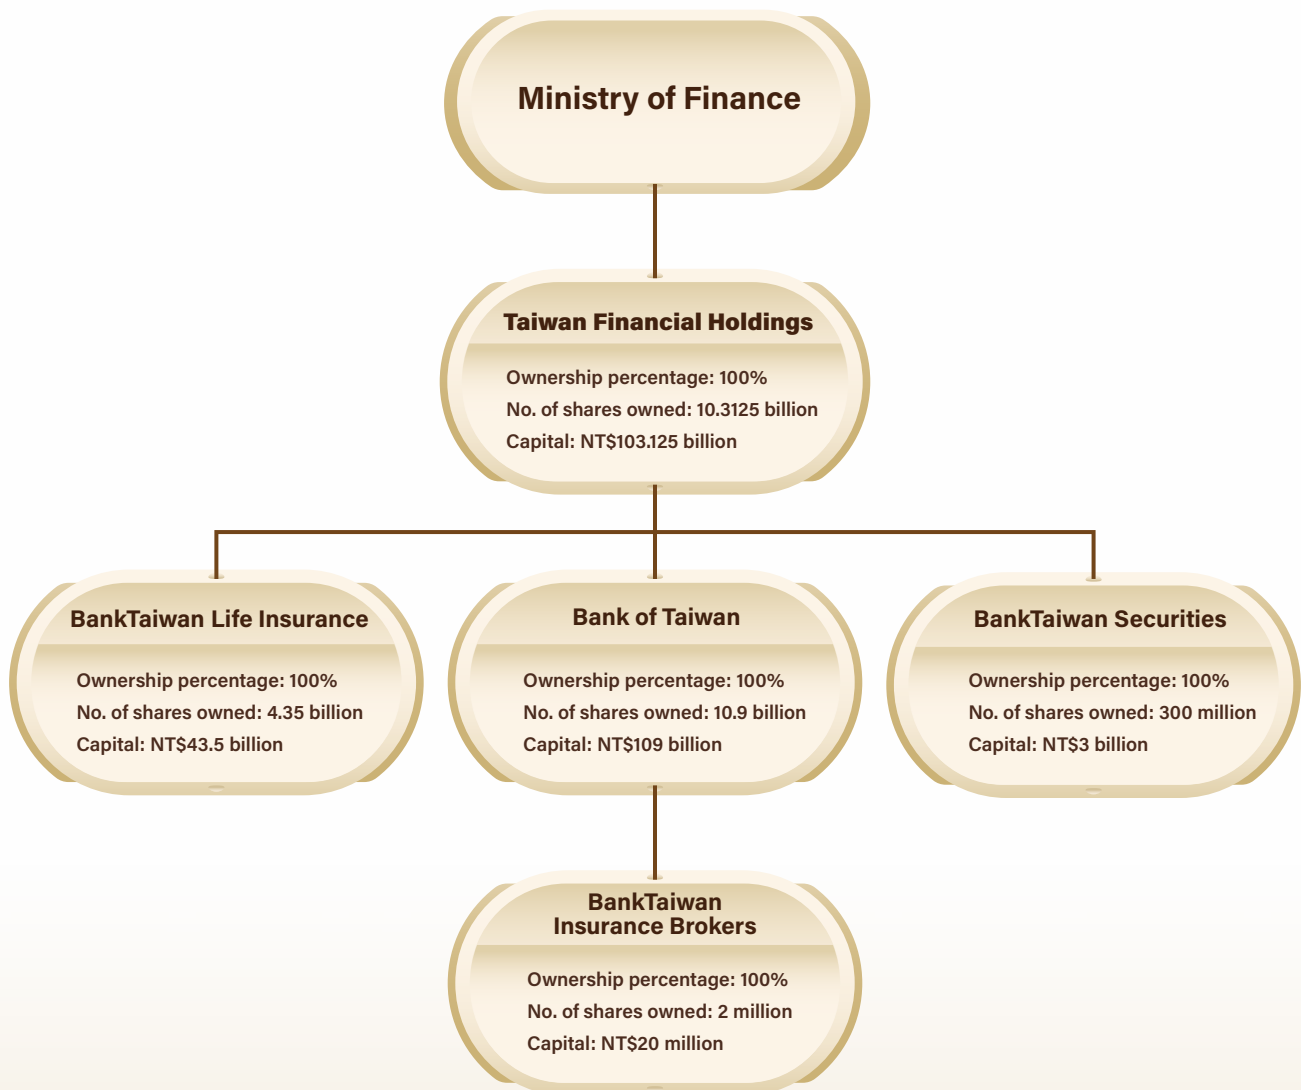 Ministry of Finance
Taiwan Financial Holdings
Ownership percentage: 100%
No. of shares owned: 10.3125 billion
Capital: NT$103.125 billion
BankTaiwan Life Insurance
Ownership percentage: 100%
No. of shares owned: 4.35 billion
Capital: NT$43.5 billion
Bank of Taiwan
Ownership percentage: 100%
No. of shares owned: 10.9 billion
Capital: NT$109 billion
BankTaiwan Securities
Ownership percentage: 100%
No. of shares owned: 300 million
Capital: NT$3 billion
BankTaiwan
Insurance Brokers
Ownership percentage: 100%
No. of shares owned: 2 million
Capital: NT$20 million